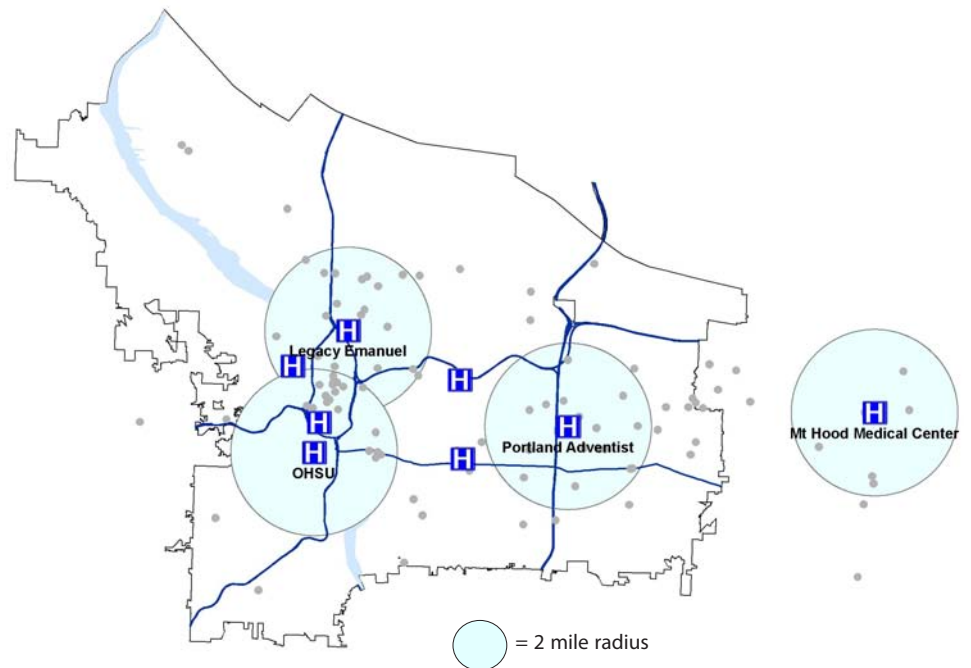 H
Legacy Emanuel
H
H
H
H
H
OHSU
H
Portland Adventist
H
Mt Hood Medical Center
= 2 mile radius